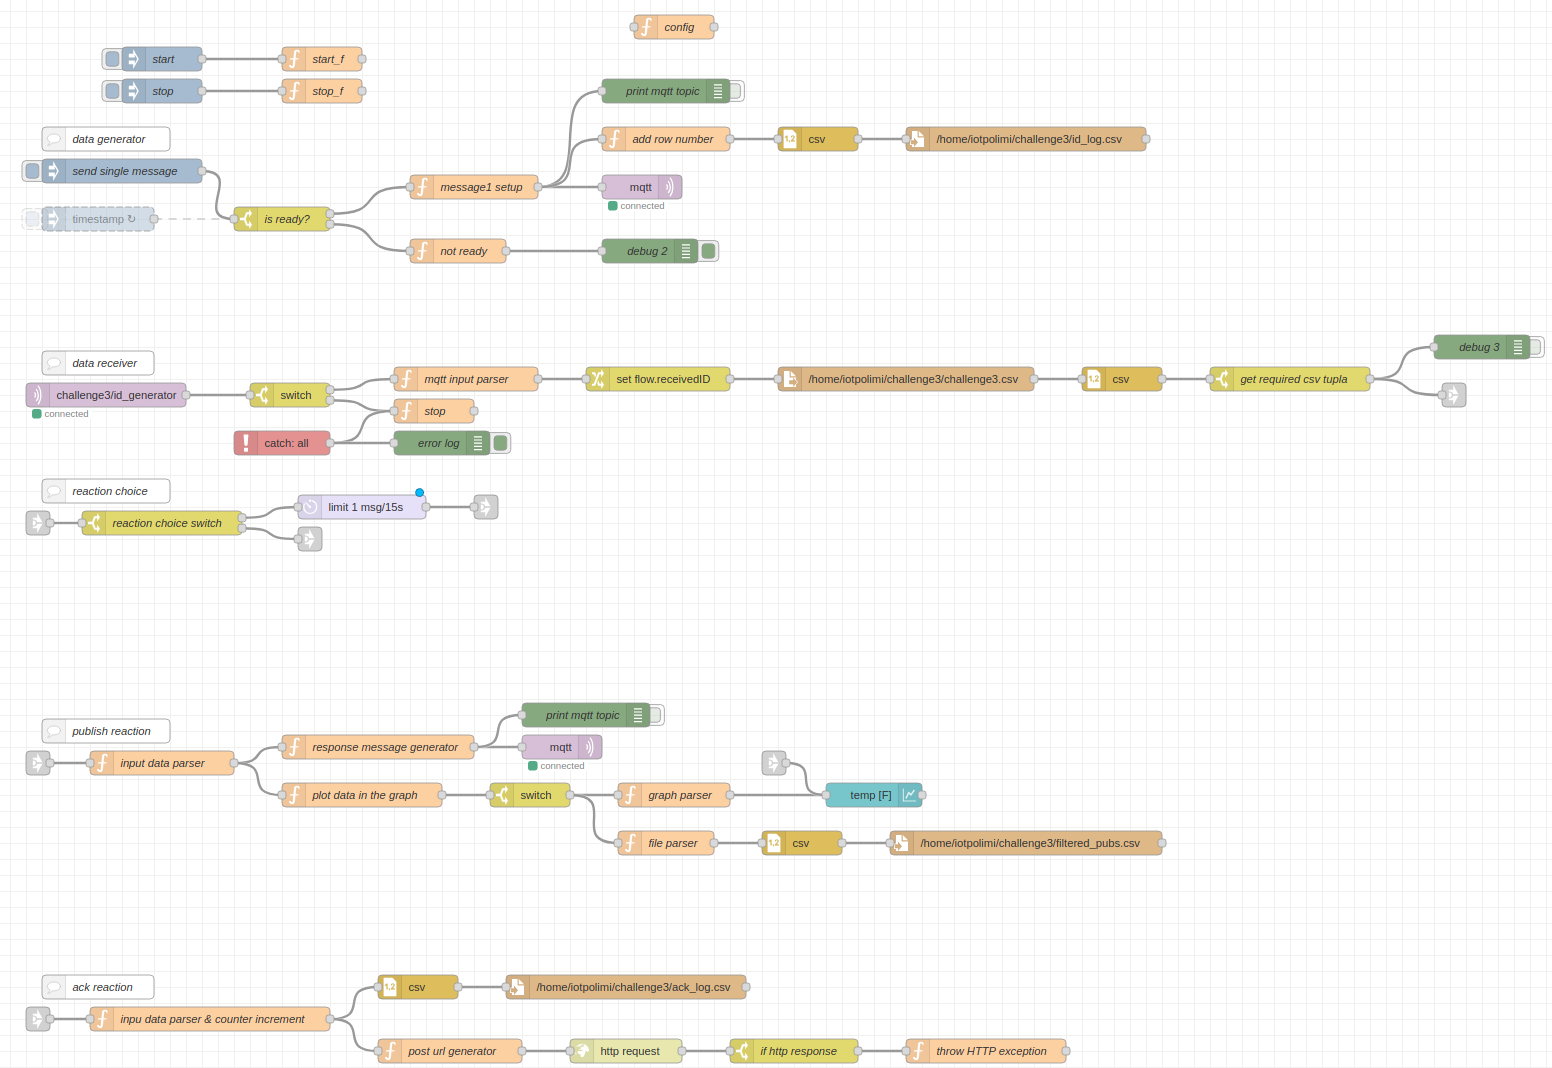 config
start
start_f
stop
stop_f
print mqtt topic
data generator
add row number
csv
/home/iotpolimi/challenge3/id_log.csv
send single message
message1 setup
mqtt
connected
timestamp ↻
is ready?
not ready
debug 2
data receiver
debug 3
challenge3/id_generator
connected
switch
mqtt input parser
set flow.receivedID
/home/iotpolimi/challenge3/challenge3.csv
csv
get required csv tupla
stop
catch: all
error log
reaction choice
limit 1 msg/15s
reaction choice switch
publish reaction
print mqtt topic
input data parser
response message generator
mqtt
connected
plot data in the graph
switch
graph parser
temp [F]
file parser
csv
/home/iotpolimi/challenge3/filtered_pubs.csv
ack reaction
csv
/home/iotpolimi/challenge3/ack_log.csv
inpu data parser & counter increment
post url generator
http request
if http response
throw HTTP exception